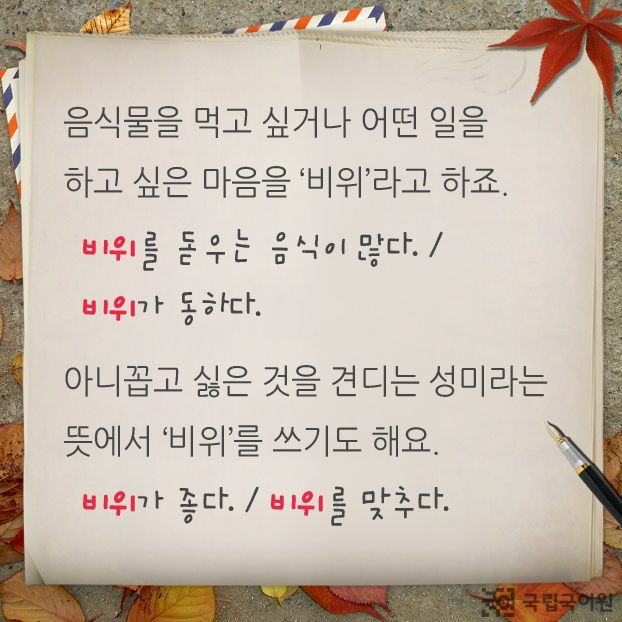 음식물을 먹고 싶거나 어떤 일을
하고 싶은 마음을 ‘비위’라고 하죠.
비위를 돋우는 음식이 많다. /
비위가 동하다.
아니꼽고 싫은 것을 견디는 성미라는
뜻에서 ‘비위’를 쓰기도 해요.
비위가 좋다. / 비위를 맞추다.
국립국어원